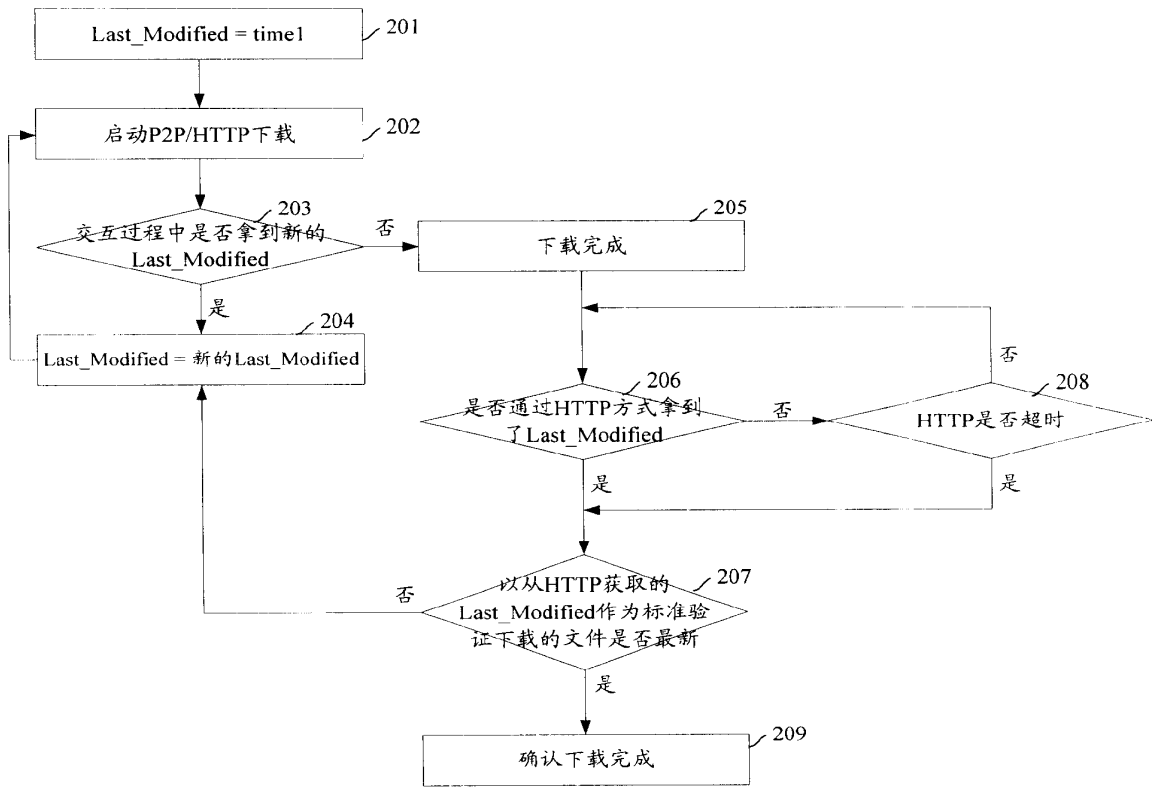 Last_Modified = time1
201
启动P2P/HTTP下载
202
203
交互过程中是否拿到新的
Last_Modified
否
205
下载完成
是
204
Last_Modified = 新的Last_Modified
否
206
是否通过HTTP方式拿到
了Last_Modified
否
208
HTTP是否超时
是
是
207
以从HTTP获取的
Last_Modified作为标准验
证下载的文件是否最新
否
是
209
确认下载完成